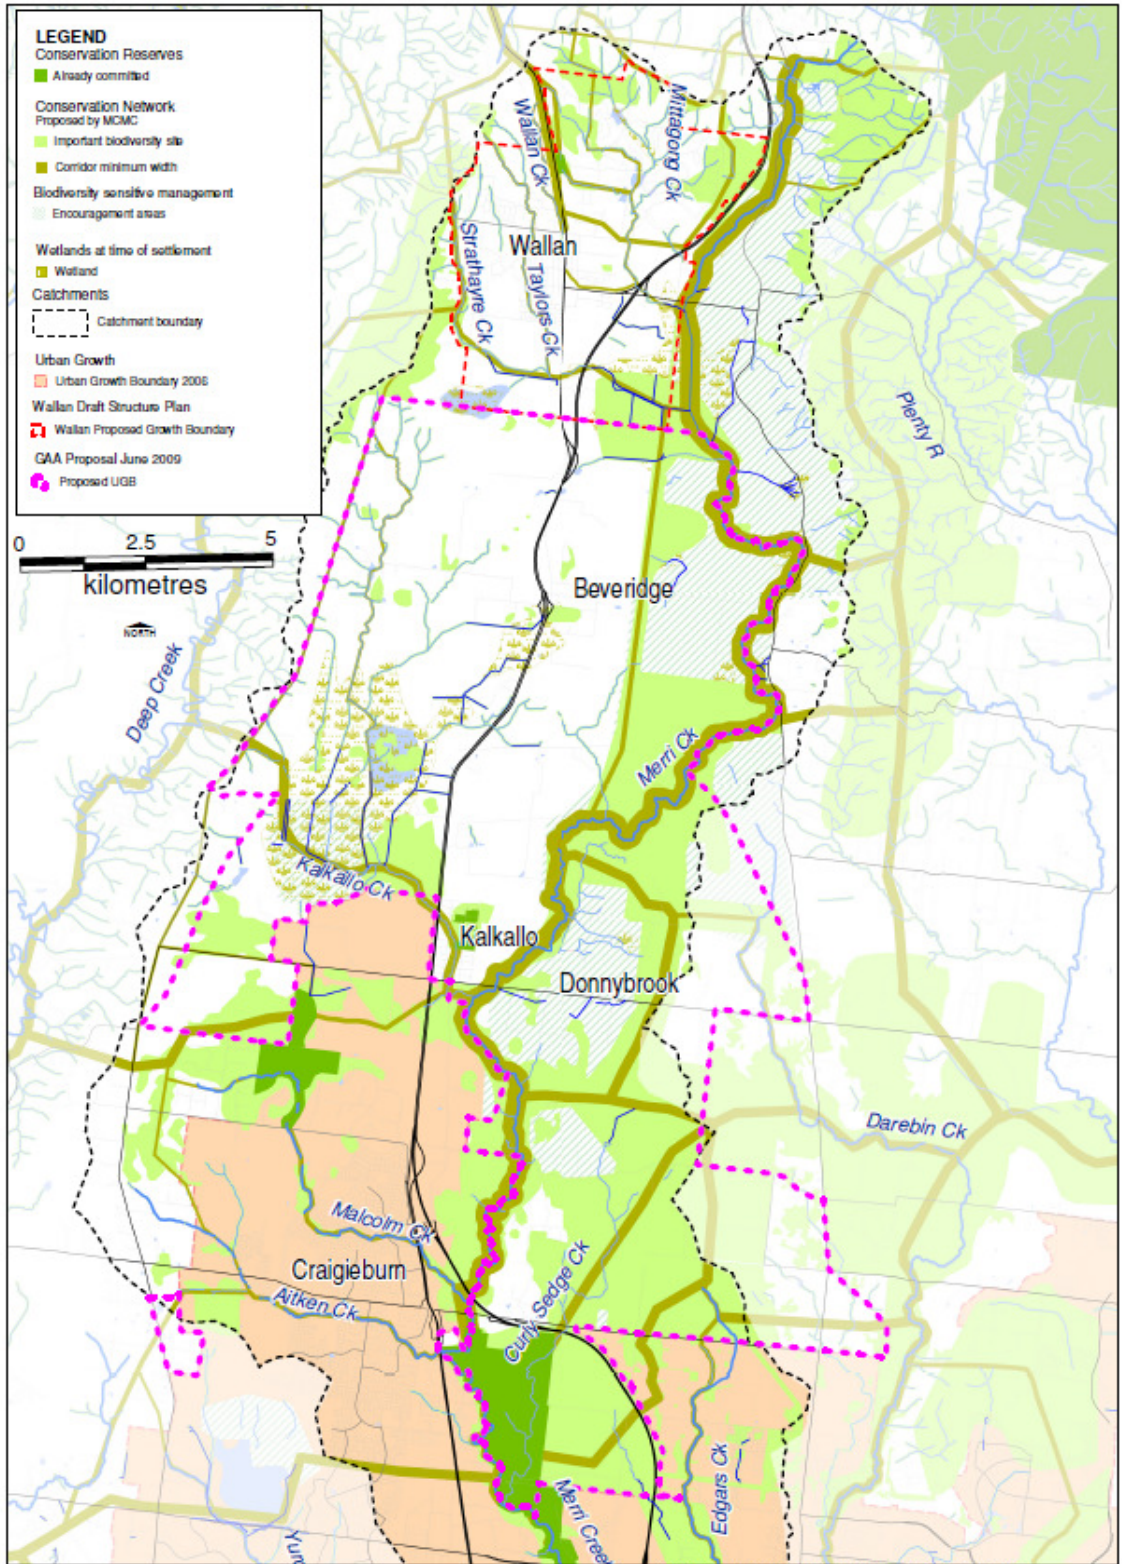 LEGEND
Conservation Reserves
Already committed
Conservation Network
Proposed by MCMC
Important biodiversity site
Corridor minimum width
Biodiversity sensitive management
Encouragement areas
Wetlands at time of settlement
Wetland
Catchments
Catchment boundary
Urban Growth
Urban Growth Boundary 2006
Wallan Draft Structure Plan
Wallan Proposed Growth Boundary
GAA Proposal June 2009
Proposed UGB
0 2.5 5
kilometres
NORTH
Wallan Ck
Mittagong Ck
Wallan
Strathayre Ck
Taylors Ck
Plenty R
Beveridge
Deep Creek
Merri Ck
Kalkallo Ck
Kalkallo
Donnybrook
Darebin Ck
Malcolm Ck
Craigieburn
Aitken Ck
Curly Sedge Ck
Edgars Ck
Merri Creek